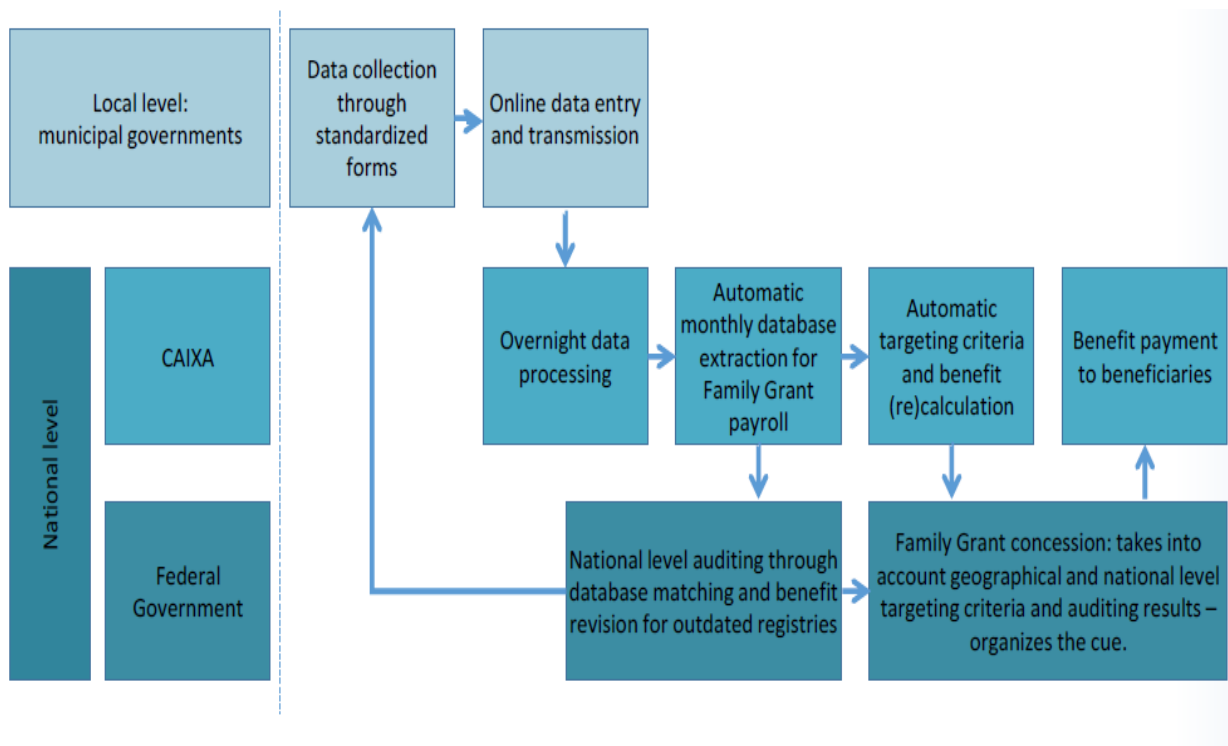 Local level:
municipal governments
Data collection
through
standardized
forms
Online data entry
and transmission
National level
CAIXA
Overnight data
processing
Automatic
monthly database
extraction for
Family Grant
payroll
Automatic
targeting criteria
and benefit
(re)calculation
Benefit payment
to beneficiaries
Federal
Government
National level auditing through
database matching and benefit
revision for outdated registries
Family Grant concession: takes into
account geographical and national level
targeting criteria and auditing results –
organizes the cue.